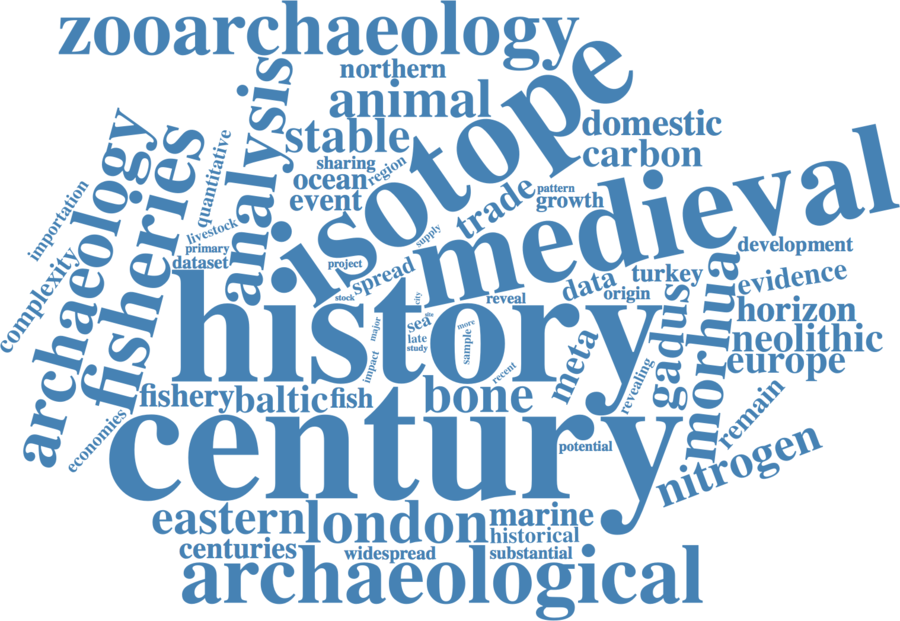 zooarchaeology
northern
animal
isotope
analysis
stable
domestic
carbon
sharing
region
ocean
event
quantitative
archaeology
fisheries
importation
complexity
livestock
primary
dataset
pattern
growth
trade
supply
medieval
project
spread
stock
city
reveal
data
origin
turkey
development
evidence
history
major
impact
sea
site
late
study
more
sample
recent
meta
revealing
gadus
morhua
horizon
neolithic
europe
remain
nitrogen
fishery
baltic
fish
bone
economies
century
potential
eastern
london
marine
historical
centuries
widespread
substantial
archaeological